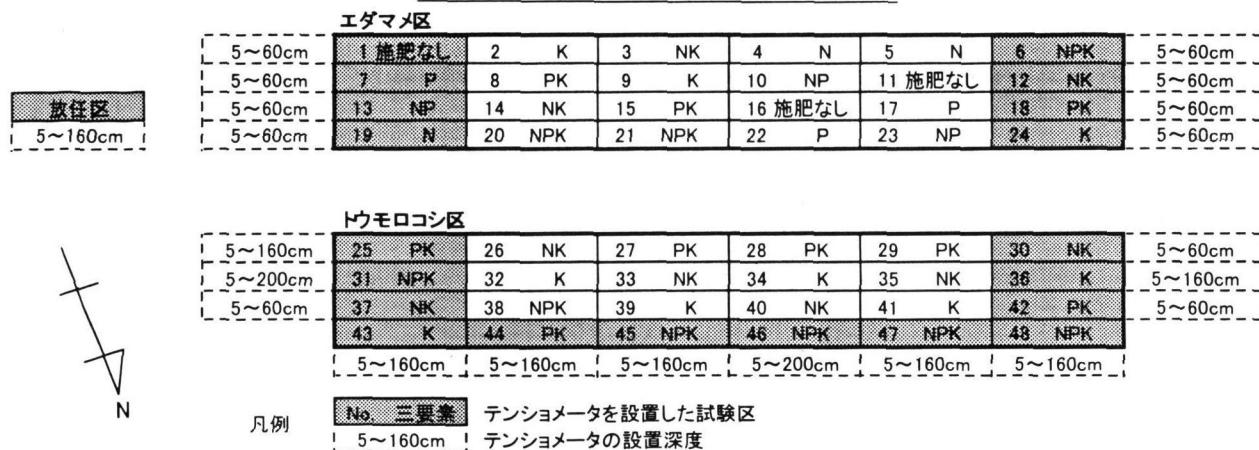 エダマメ区
5～60cm 1 施肥なし 2 K 3 NK 4 N 5 N 6 NPK 5～60cm
5～60cm 7 P 8 PK 9 K 10 NP 11 施肥なし 12 NK 5～60cm
放任区 5～60cm 13 NP 14 NK 15 PK 16 施肥なし 17 P 18 PK 5～60cm
5～160cm 5～60cm 19 N 20 NPK 21 NPK 22 P 23 NP 24 K 5～60cm
トウモロコシ区
5～160cm 25 PK 26 NK 27 PK 28 PK 29 PK 30 NK 5～60cm
5～200cm 31 NPK 32 K 33 NK 34 K 35 NK 36 K 5～160cm
5～60cm 37 NK 38 NPK 39 K 40 NK 41 K 42 PK 5～60cm
43 K 44 PK 45 NPK 46 NPK 47 NPK 48 NPK
5～160cm 5～160cm 5～160cm 5～200cm 5～160cm 5～160cm
N
凡例 No. 三要素 テンショメータを設置した試験区
5～160cm テンショメータの設置深度